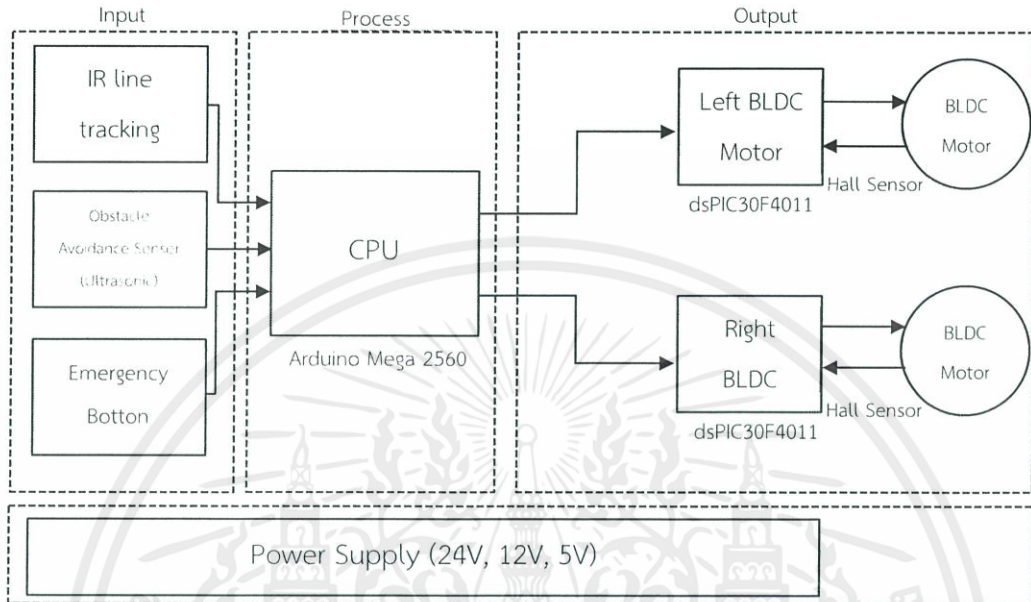 Input
Process
Output
IR line
tracking
Obstacle
Avoidance Sensor
(Ultrasonic)
Emergency
Botton
CPU
Arduino Mega 2560
Left BLDC
Motor
dsPIC30F4011
BLDC
Motor
Hall Sensor
Right
BLDC
dsPIC30F4011
BLDC
Motor
Hall Sensor
Power Supply (24V, 12V, 5V)